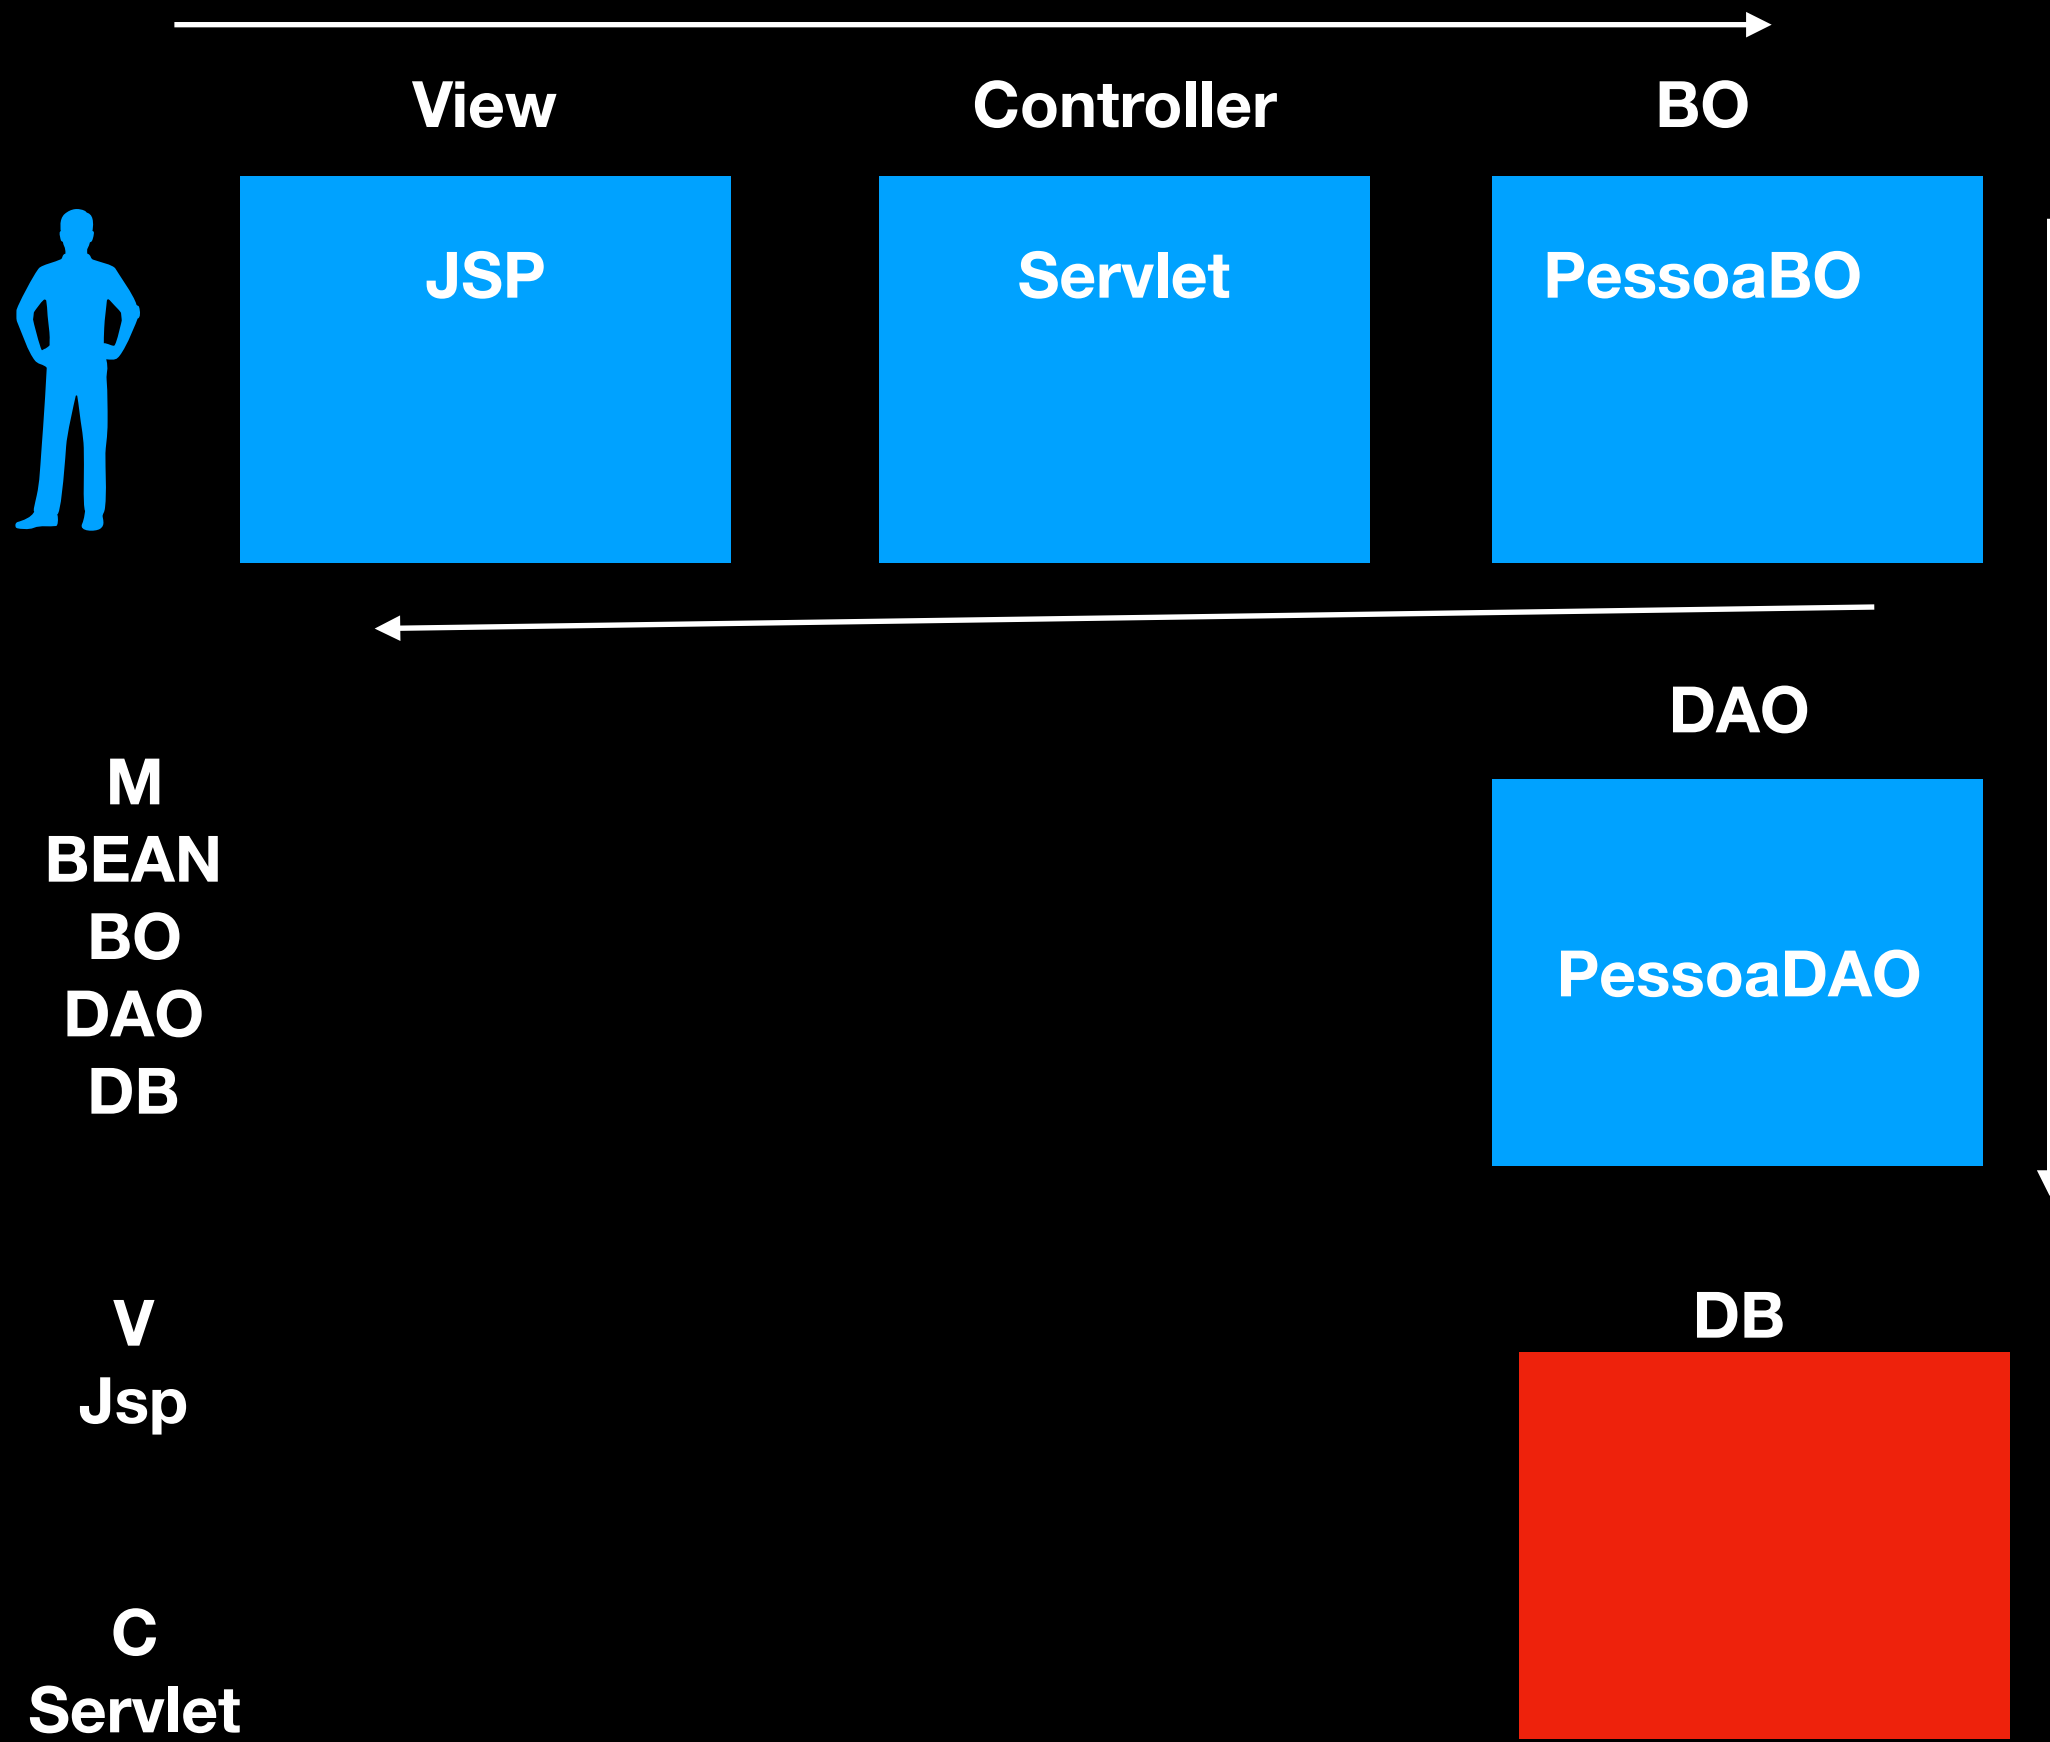 View
Controller
BO
JSP
Servlet
PessoaBO
DAO
PessoaDAO
M
BEAN
BO
DAO
DB
DB
V
Jsp
C
Servlet